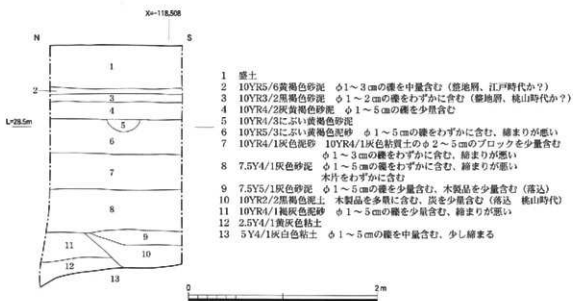 X=-118,508
N
S
L=28.5m
1
2
3
4
5
6
7
8
9
10
11
12
13
1 盛土
2 10YR5/6黄褐色砂泥 φ1~3㎝の礫を中量含む(整地層、江戸時代か?)
3 10YR3/2黒褐色砂泥 φ1~2㎝の礫をわずかに含む(整地層、桃山時代か?)
4 10YR4/2灰黄褐色砂泥 φ1~5㎝の礫を少量含む
5 10YR4/3にぶい黄褐色砂泥
6 10YR5/3にぶい黄褐色泥砂 φ1~5㎝の礫をわずかに含む、締まりが悪い
7 10YR4/1灰色泥砂 10YR4/1灰色粘質土のφ2~5㎝のブロックを少量含む
φ1~3㎝の礫をわずかに含、締まりが悪い
8 7.5Y4/1灰色砂泥 φ1~5㎝の礫をわずかに含む、締まりが悪い
木片をわずかに含む
9 7.5Y5/1灰色砂泥 φ1~5㎝の礫を少量含む、木製品を少量含む(落込)
10 10YR2/2黒褐色泥土 木製品を多量に含む、炭を少量含む(落込 桃山時代)
11 10YR4/1褐灰色泥砂 φ1~5㎝の礫を少量含む、締まりが悪い
12 2.5Y4/1黄灰色粘土
13 5Y4/1灰白色粘土 φ1~5㎝の礫を中量含む、少し締まる
0
2m